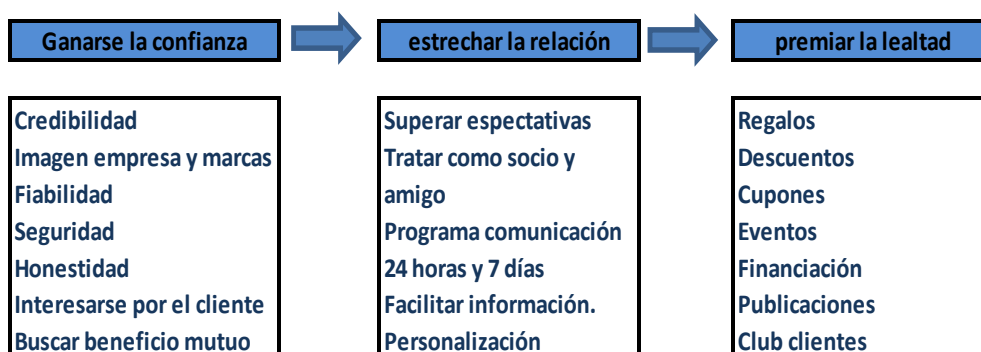 Ganarse la confianza
estrechar la relación
premiar la lealtad
Credibilidad
Imagen empresa y marcas
Fiabilidad
Seguridad
Honestidad
Interesarse por el cliente
Buscar beneficio mutuo
Superar espectativas
Tratar como socio y
amigo
Programa comunicación
24 horas y 7 días
Facilitar información.
Personalización
Regalos
Descuentos
Cupones
Eventos
Financiación
Publicaciones
Club clientes